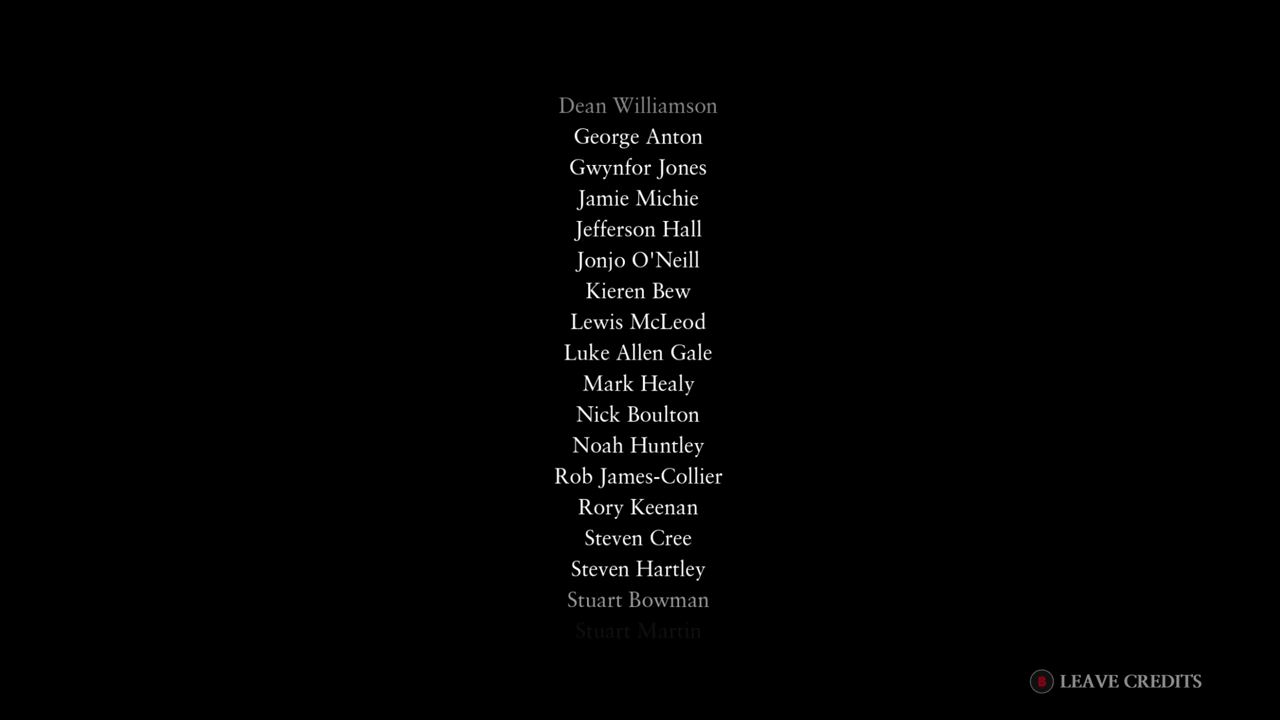 Dean Williamson
George Anton
Gwynfor Jones
Jamie Michie
Jefferson Hall
Jonjo O'Neill
Kieren Bew
Lewis McLeod
Luke Allen Gale
Mark Healy
Nick Boulton
Noah Huntley
Rob James-Collier
Rory Keenan
Steven Cree
Steven Hartley
Stuart Bowman
Stuart Martin
B LEAVE CREDITS